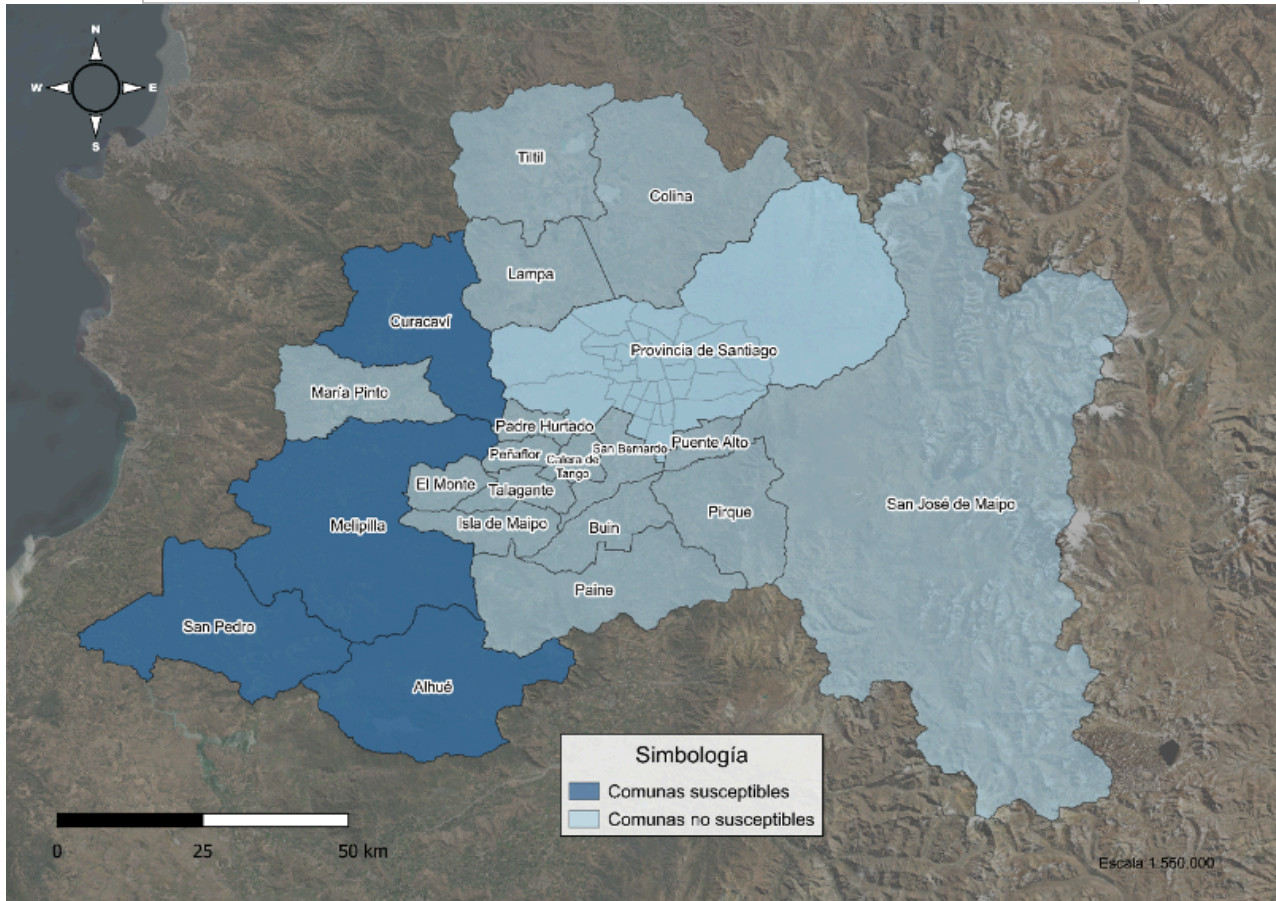 N
W
E
S
Tiltil
Colina
Lampa
Curacaví
Provincia de Santiago
María Pinto
Padre Hurtado
Peñaflor
Calera de
Tango
San Bernardo
Puente Alto
El Monte
Talagante
Isla de Maipo
Buin
Pirque
San José de Maipo
Melipilla
Paine
San Pedro
Alhué
Simbología
Comunas susceptibles
Comunas no susceptibles
0
25
50 km
Escala 1:550.000